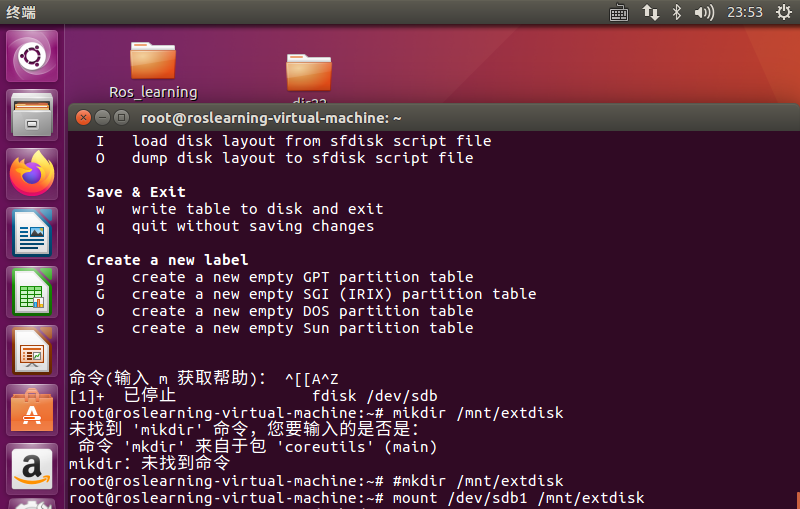 终端
23:53
Ros_learning
dir22
root@roslearning-virtual-machine: ~
I load disk layout from sfdisk script file
O dump disk layout to sfdisk script file
Save & Exit
w write table to disk and exit
q quit without saving changes
Create a new label
g create a new empty GPT partition table
G create a new empty SGI (IRIX) partition table
o create a new empty DOS partition table
s create a new empty Sun partition table
命令(输入 m 获取帮助)： ^[[A^Z
[1]+ 已停止 fdisk /dev/sdb
root@roslearning-virtual-machine:~# mikdir /mnt/extdisk
未找到 'mikdir' 命令，您要输入的是否是：
命令 'mkdir' 来自于包 'coreutils' (main)
mikdir：未找到命令
root@roslearning-virtual-machine:~# #mkdir /mnt/extdisk
root@roslearning-virtual-machine:~# mount /dev/sdb1 /mnt/extdisk